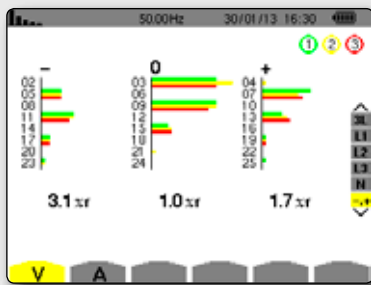 50.00Hz 30/01/13 16:30
1 2 3
- 0 +
02 03 04
05 06 07
08 09 10
11 12 13
14 15 16
17 18 19
20 21 22
23 24 25
3L
L1
L2
L3
N
-.+
3.1 %r 1.0 %r 1.7 %r
V A